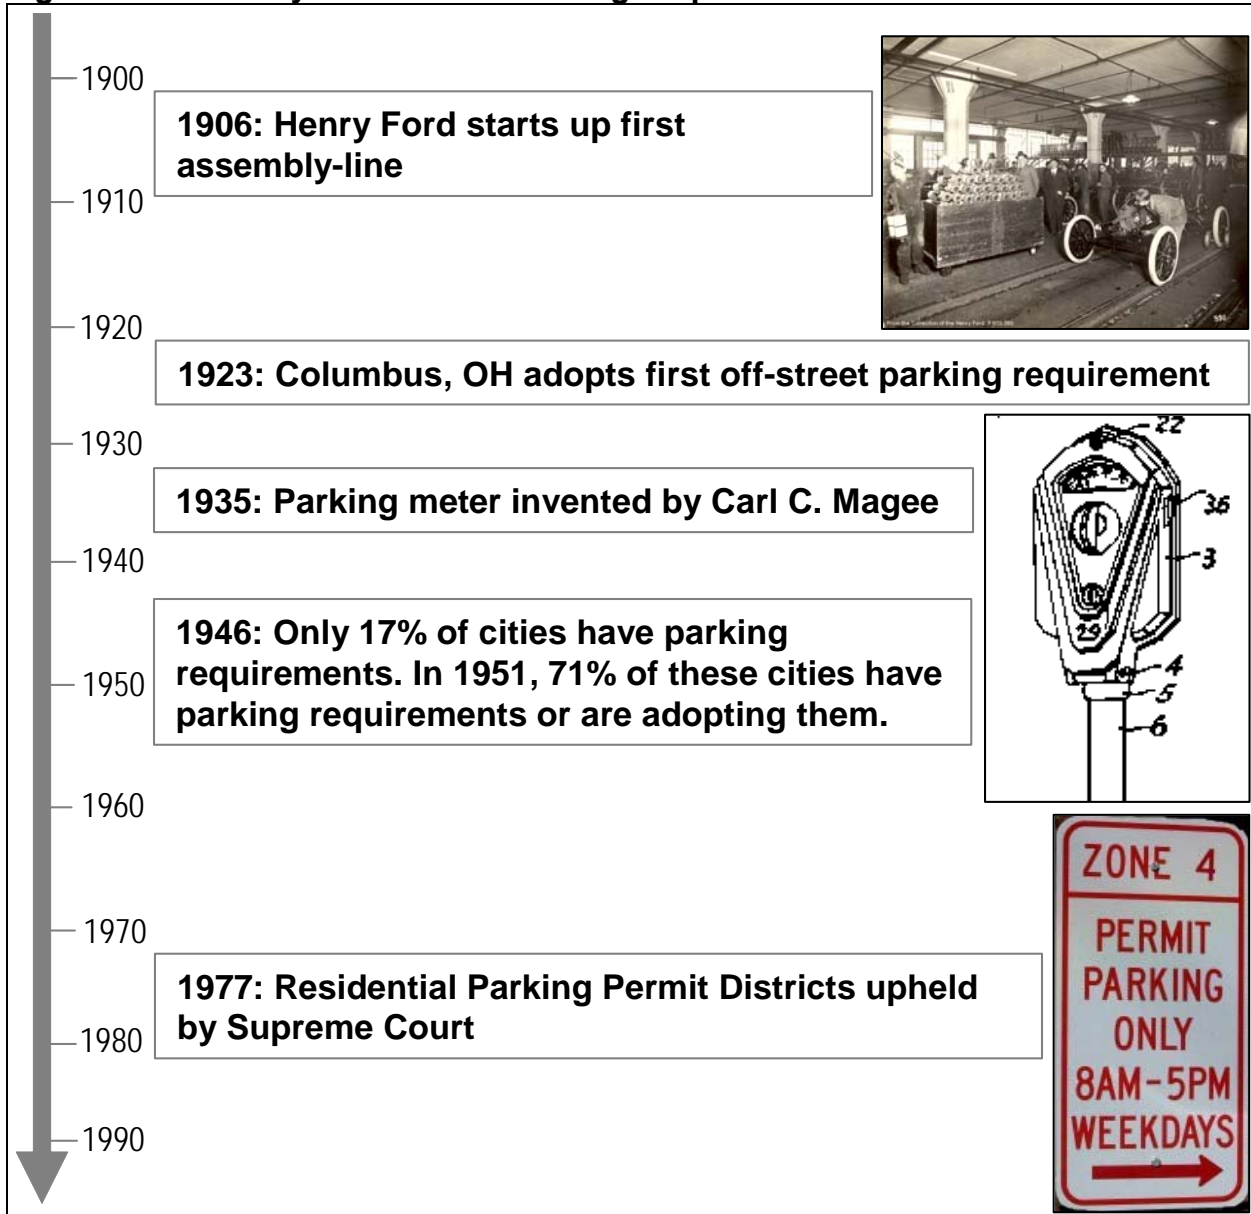 1900
1906: Henry Ford starts up first
assembly-line
1910
1920
1923: Columbus, OH adopts first off-street parking requirement
1930
22
36
3
29
4
5
6
1935: Parking meter invented by Carl C. Magee
1940
1946: Only 17% of cities have parking
requirements. In 1951, 71% of these cities have
parking requirements or are adopting them.
1950
1960
ZONE 4
PERMIT
PARKING
ONLY
8AM-5PM
WEEKDAYS
1970
1977: Residential Parking Permit Districts upheld
by Supreme Court
1980
1990